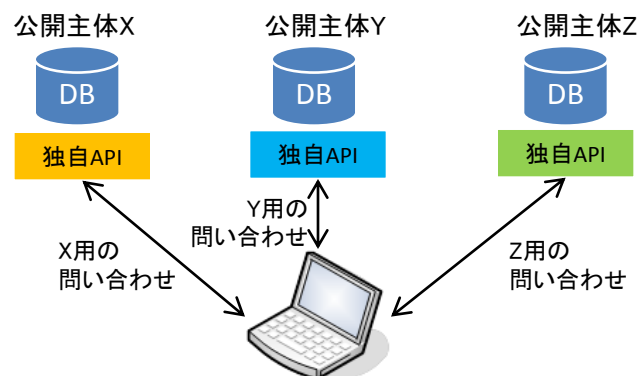 公開主体X
公開主体Y
公開主体Z
DB
DB
DB
独自API
独自API
独自API
X用の
問い合わせ
Y用の
問い合わせ
Z用の
問い合わせ